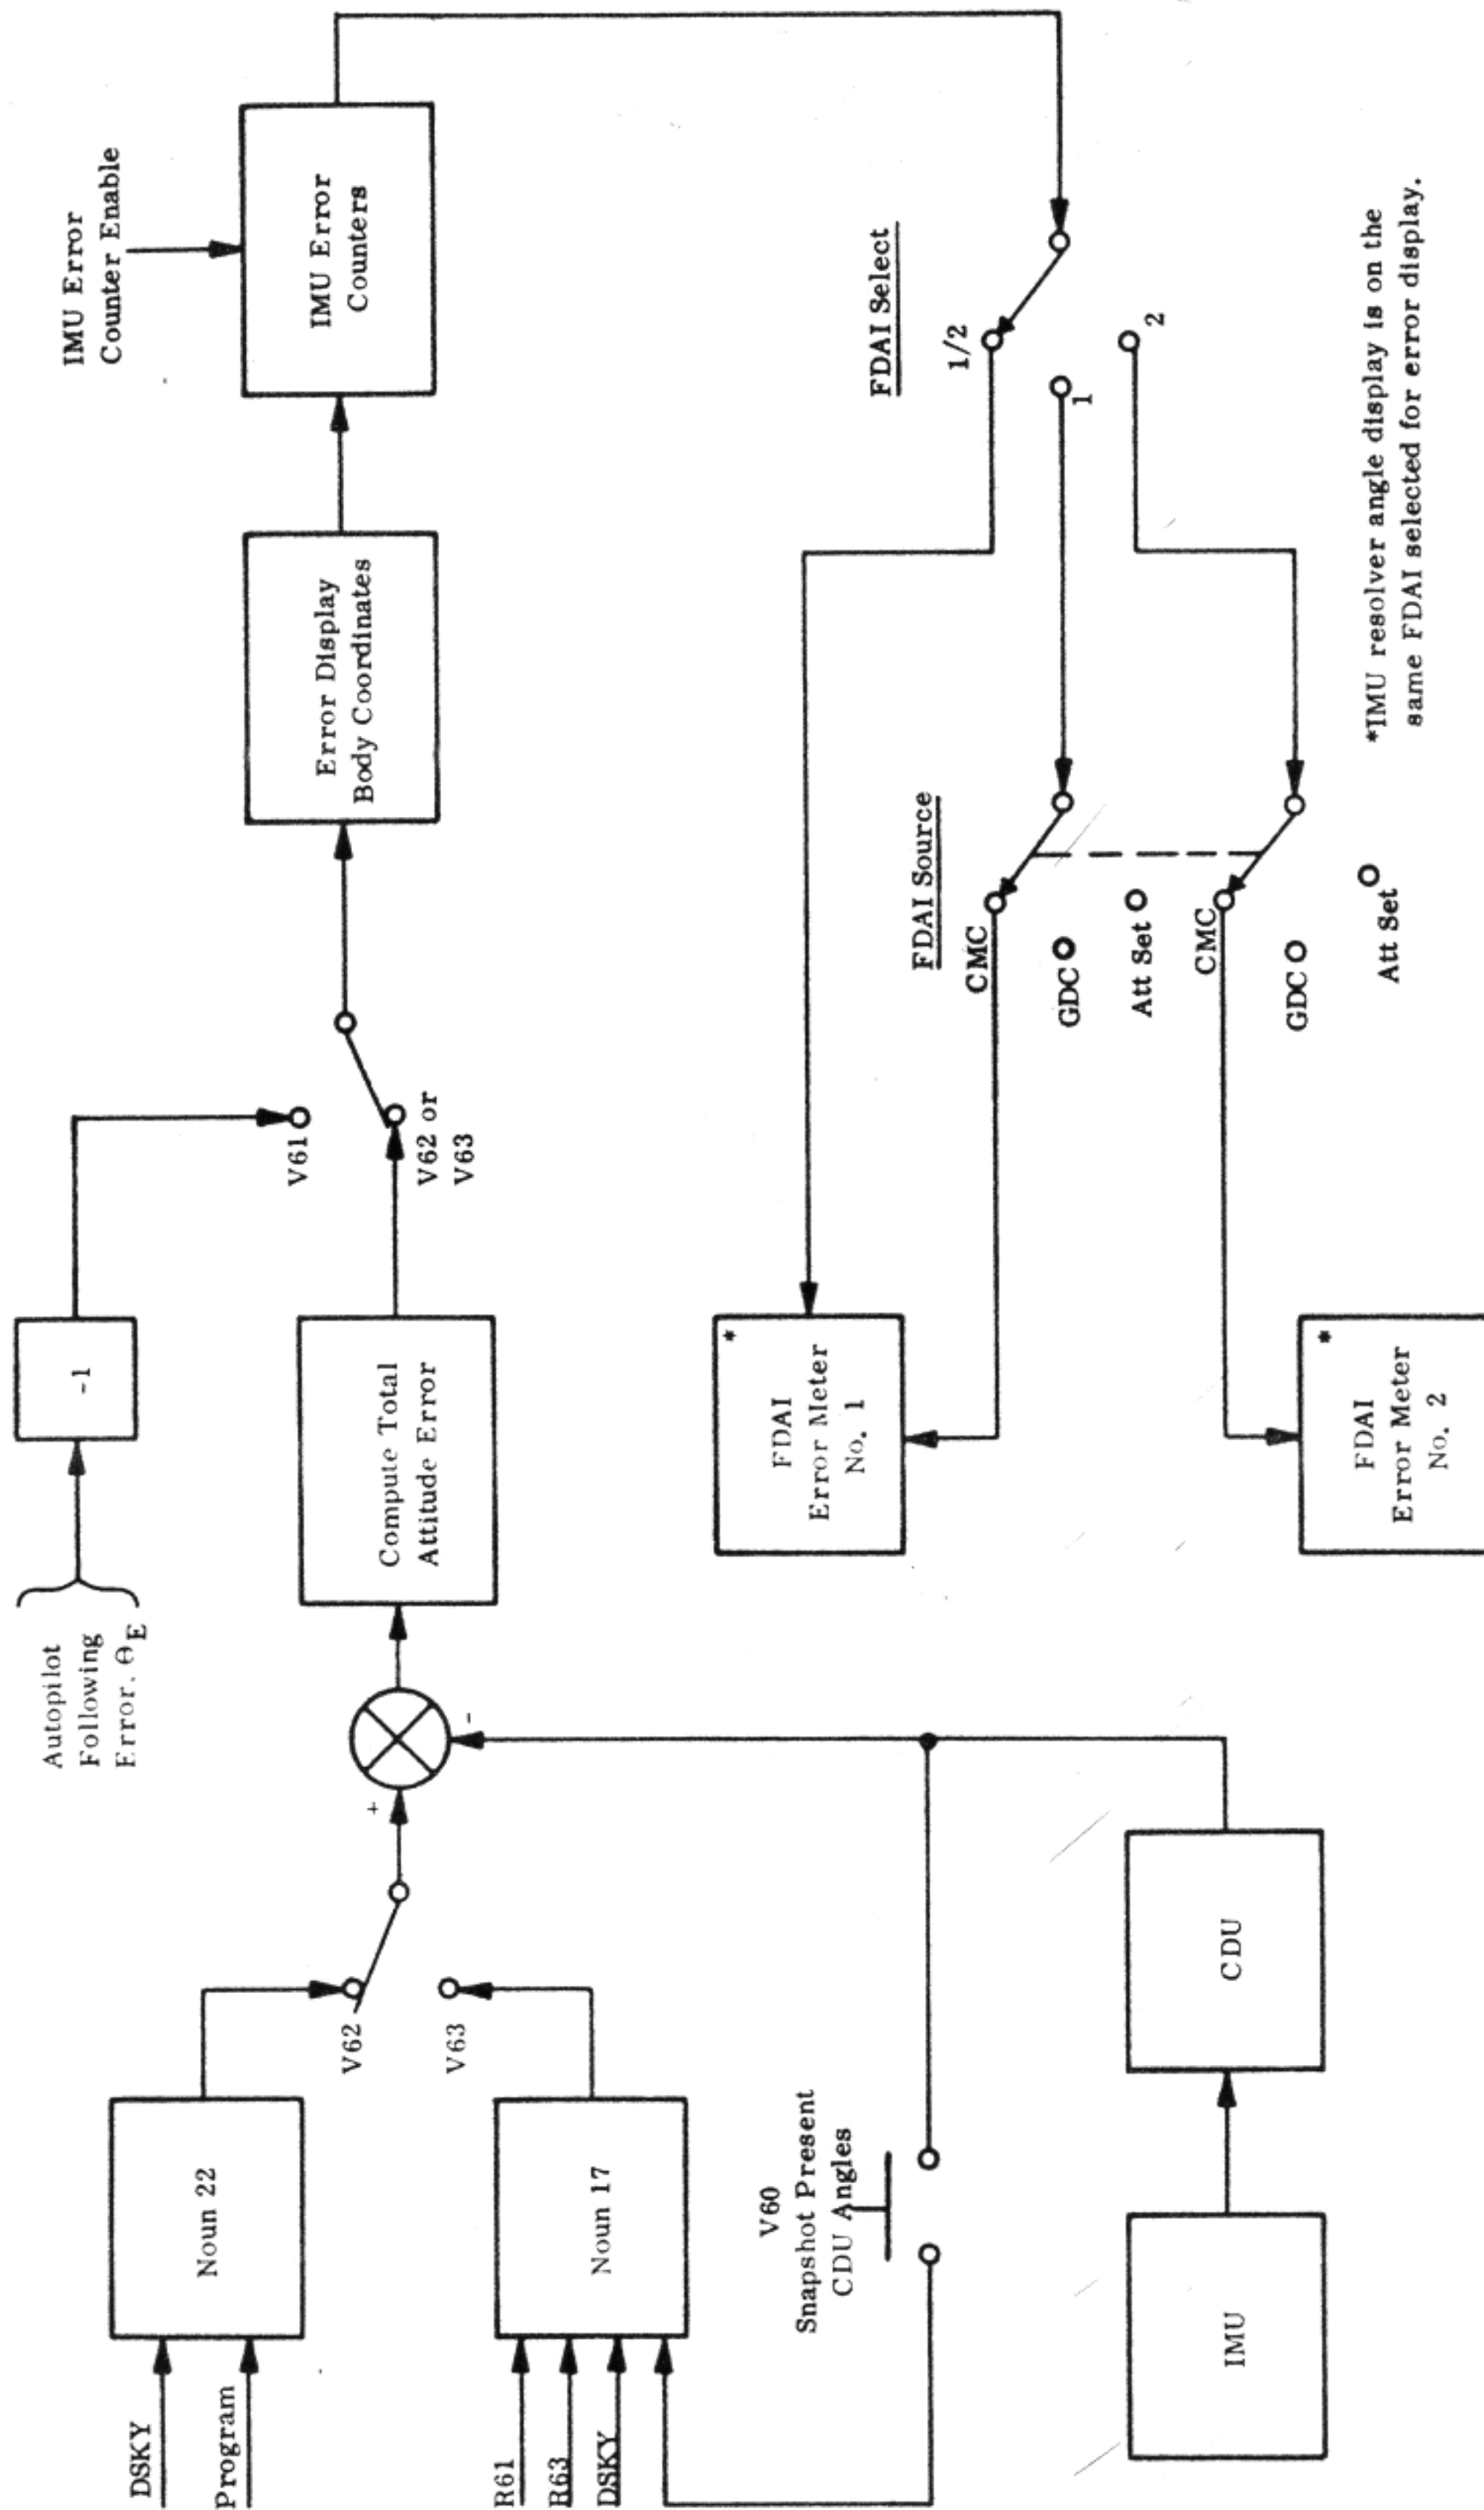 IMU Error
Counter Enable
IMU Error
Counters
Error Display
Body Coordinates
V61
V62 or
V63
-1
Autopilot
Following
Error, θE
Compute Total
Attitude Error
+
-
V62
V63
Noun 22
DSKY
Program
Noun 17
R61
R63
DSKY
V60
Snapshot Present
CDU Angles
CDU
IMU
FDAI Select
1/2
1
2
FDAI Source
CMC
GDC
Att Set
CMC
GDC
Att Set
*
FDAI
Error Meter
No. 1
*
FDAI
Error Meter
No. 2
*IMU resolver angle display is on the
same FDAI selected for error display.